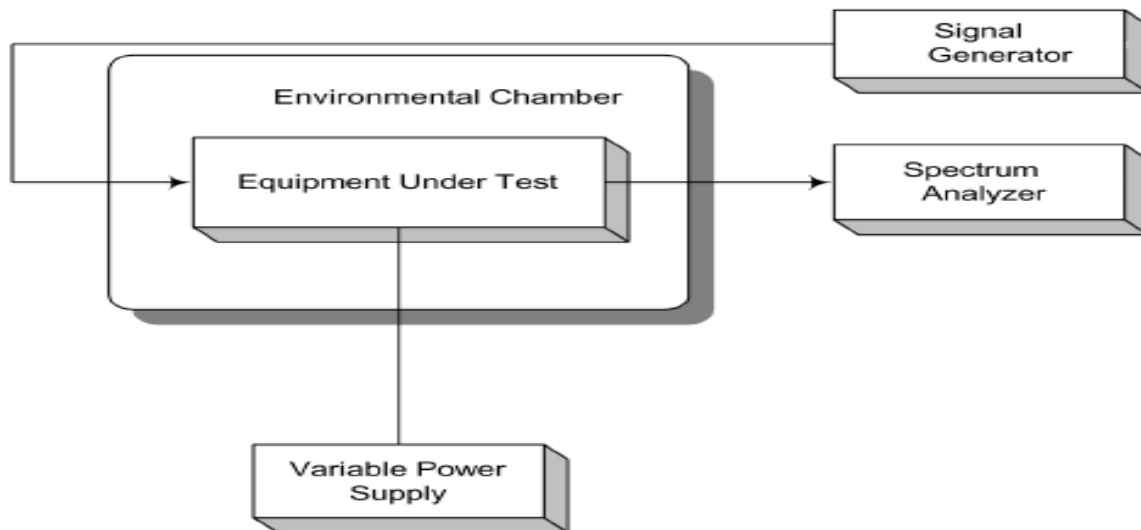 Signal
Generator
Environmental Chamber
Equipment Under Test
Spectrum
Analyzer
Variable Power
Supply